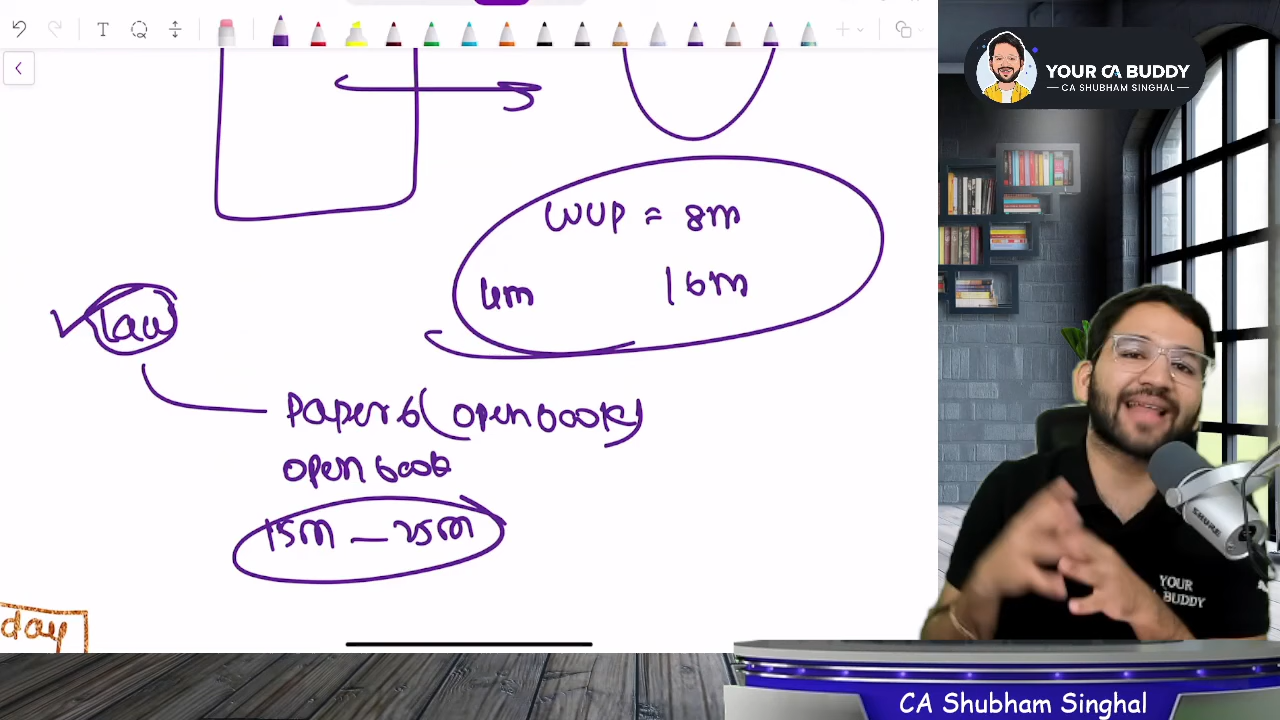 YOUR CA BUDDY
— CA SHUBHAM SINGHAL —
WUP = 8m
4m 16m
Law
Paper 6 (open book)
open book
15m — 25m
day
SHURE
YOUR
BUDDY
CA Shubham Singhal